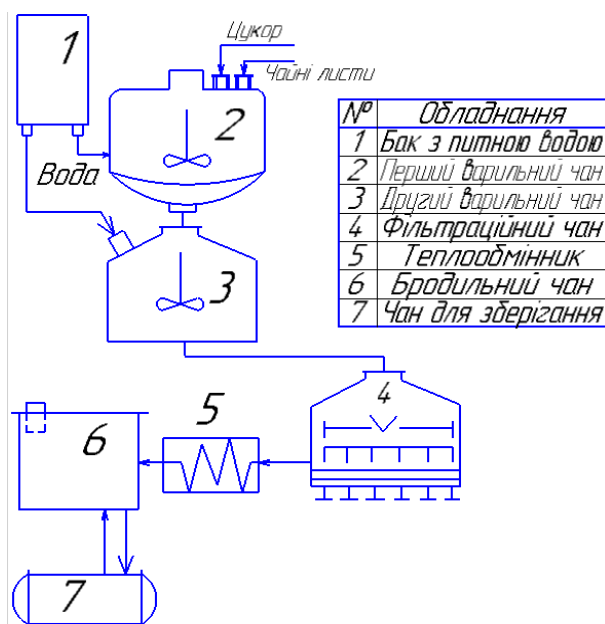 Цукор
Чайні листи
1
2
Вода
3
4
5
6
7
№ Обладнання
1 Бак з питною водою
2 Перший варильний чан
3 Другий варильний чан
4 Фільтраційний чан
5 Теплообмінник
6 Бродильний чан
7 Чан для зберігання